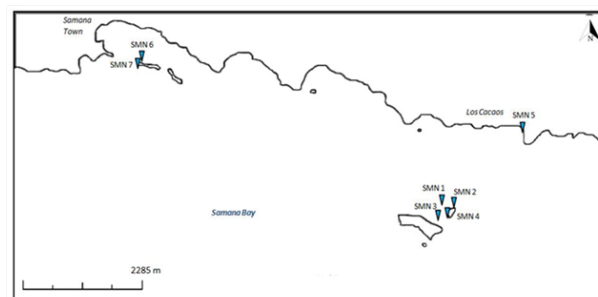 Samana
Town
N
SMN 6
SMN 7
Los Cacaos
SMN 5
SMN 1
SMN 2
SMN 3
SMN 4
Samana Bay
2285 m